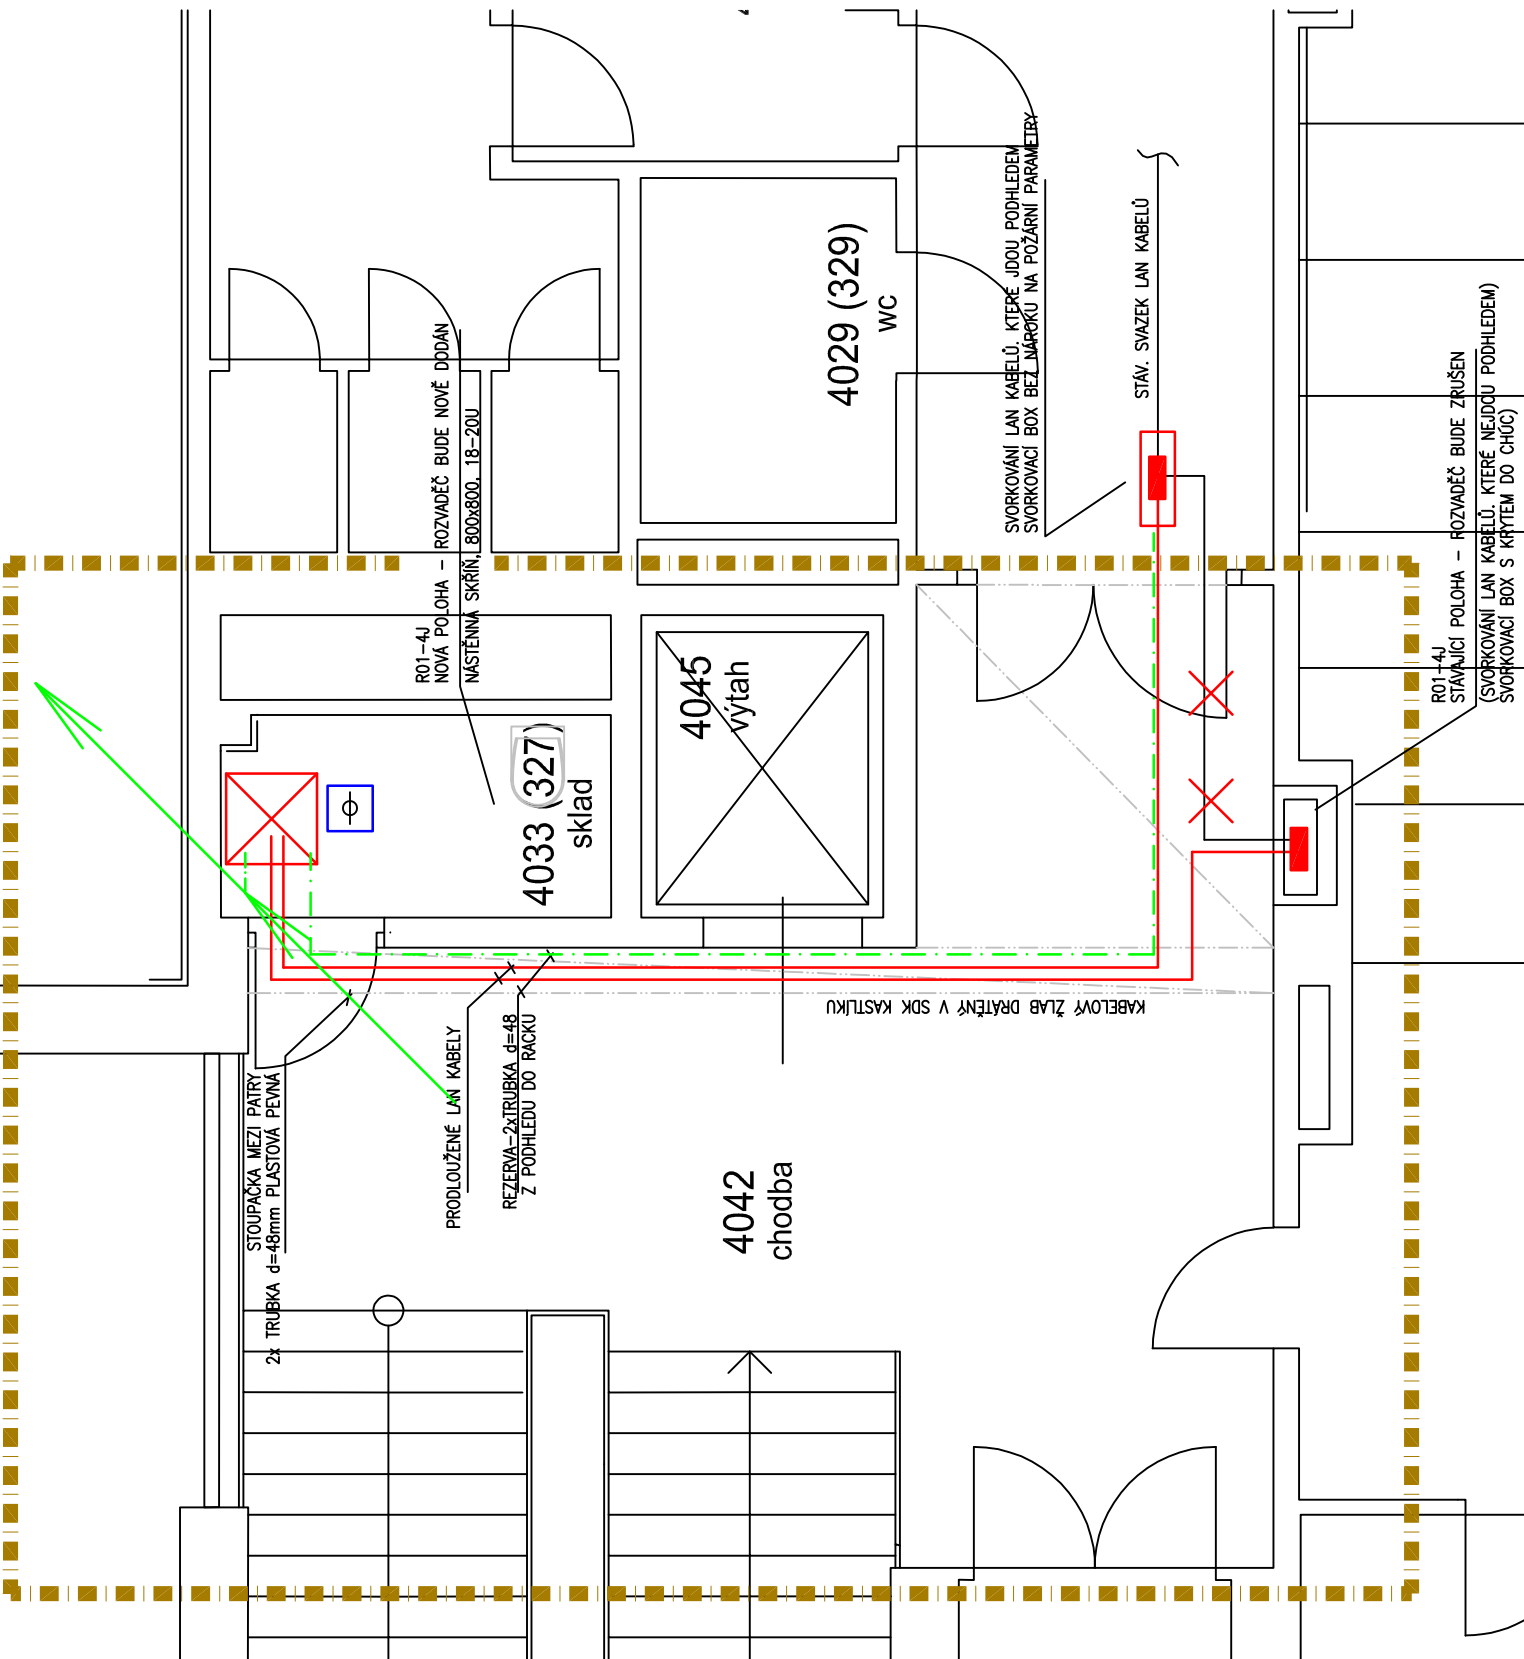 SVORKOVÁNÍ LAN KABELŮ. KTERÉ JDOU PODHLEDEM
SVORKOVACÍ BOX BEZ NÁROKU NA POŽÁRNÍ PARAMETRY
STÁV. SVAZEK LAN KABELŮ
4029 (329)
WC
R01-4J
NOVÁ POLOHA - ROZVADĚČ BUDE NOVĚ DODÁN
NÁSTĚNNÁ SKŘÍŇ, 800x800, 18-20U
R01-4J
STÁVAJÍCÍ POLOHA - ROZVADĚČ BUDE ZRUŠEN
(SVORKOVÁNÍ LAN KABELŮ. KTERÉ NEJDOU PODHLEDEM)
SVORKOVACÍ BOX S KRYTEM DO CHÚC)
4045
výtah
4033 (327)
sklad
KABELOVÝ ŽLAB DRÁTĚNÝ V SDK KASTLÍKU
STOUPAČKA MEZI PATRY
2x TRUBKA d=48mm PLASTOVÁ PEVNÁ
PRODLOUŽENÉ LAN KABELY
REZERVA-2xTRUBKA d=48
Z PODHLEDU DO RACKU
4042
chodba